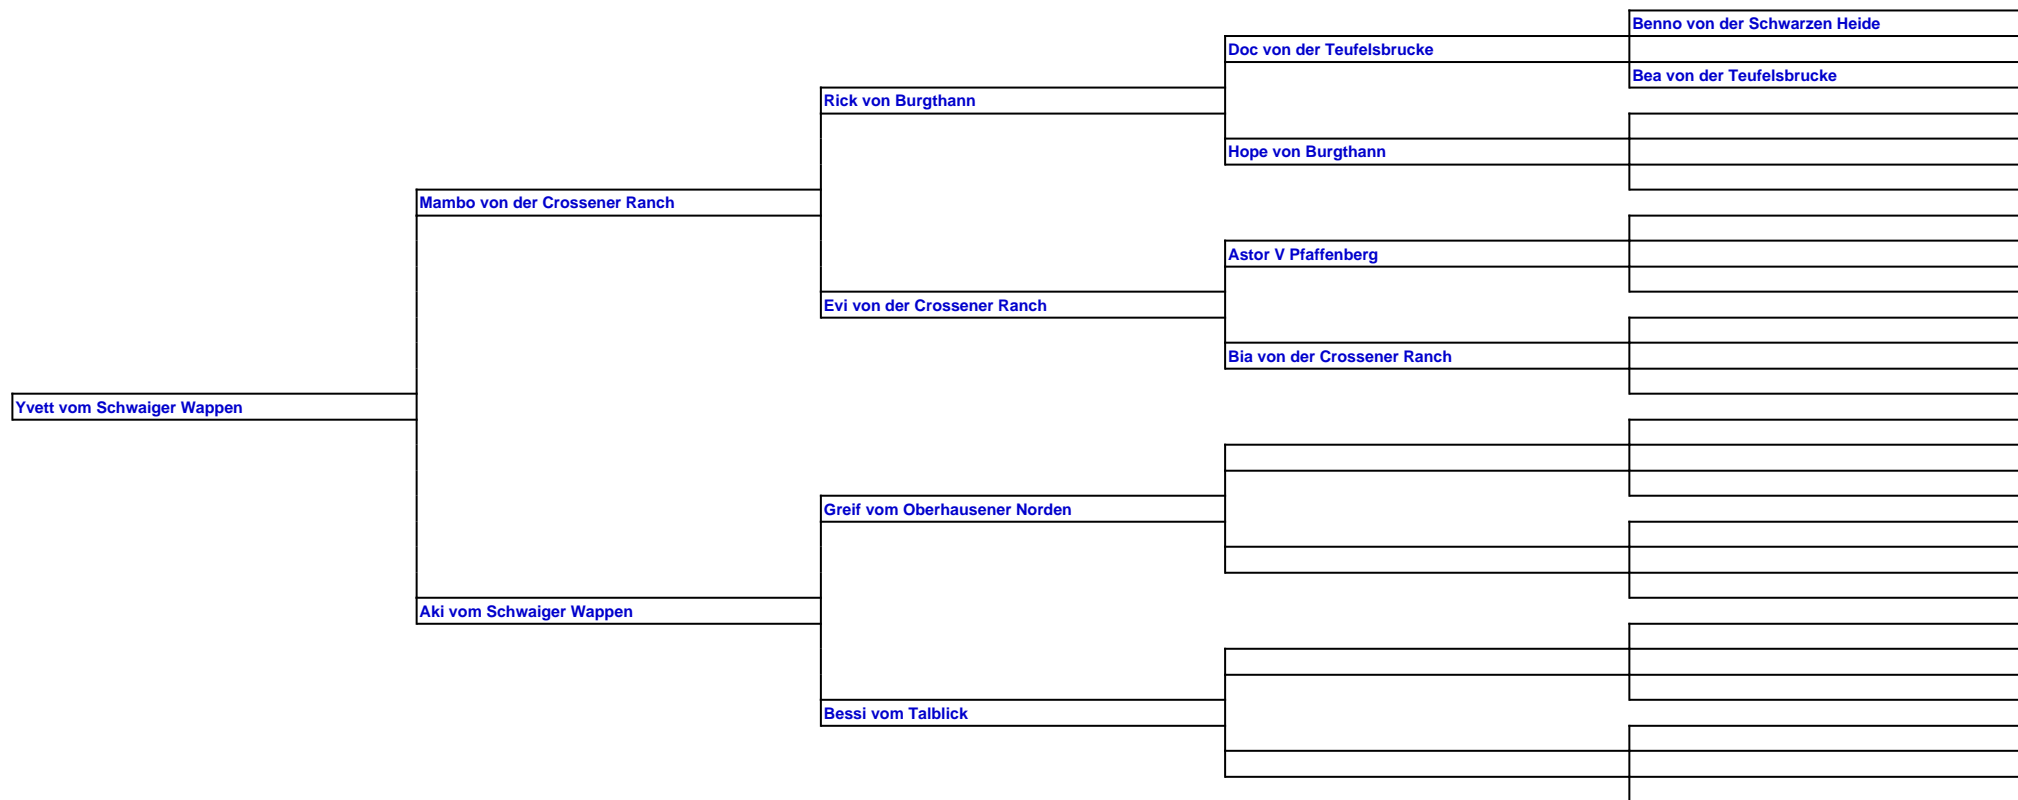 Benno von der Schwarzen Heide
Doc von der Teufelsbrucke
Bea von der Teufelsbrucke
Rick von Burgthann
Hope von Burgthann
Mambo von der Crossener Ranch
Astor V Pfaffenberg
Evi von der Crossener Ranch
Bia von der Crossener Ranch
Yvett vom Schwaiger Wappen
Greif vom Oberhausener Norden
Aki vom Schwaiger Wappen
Bessi vom Talblick